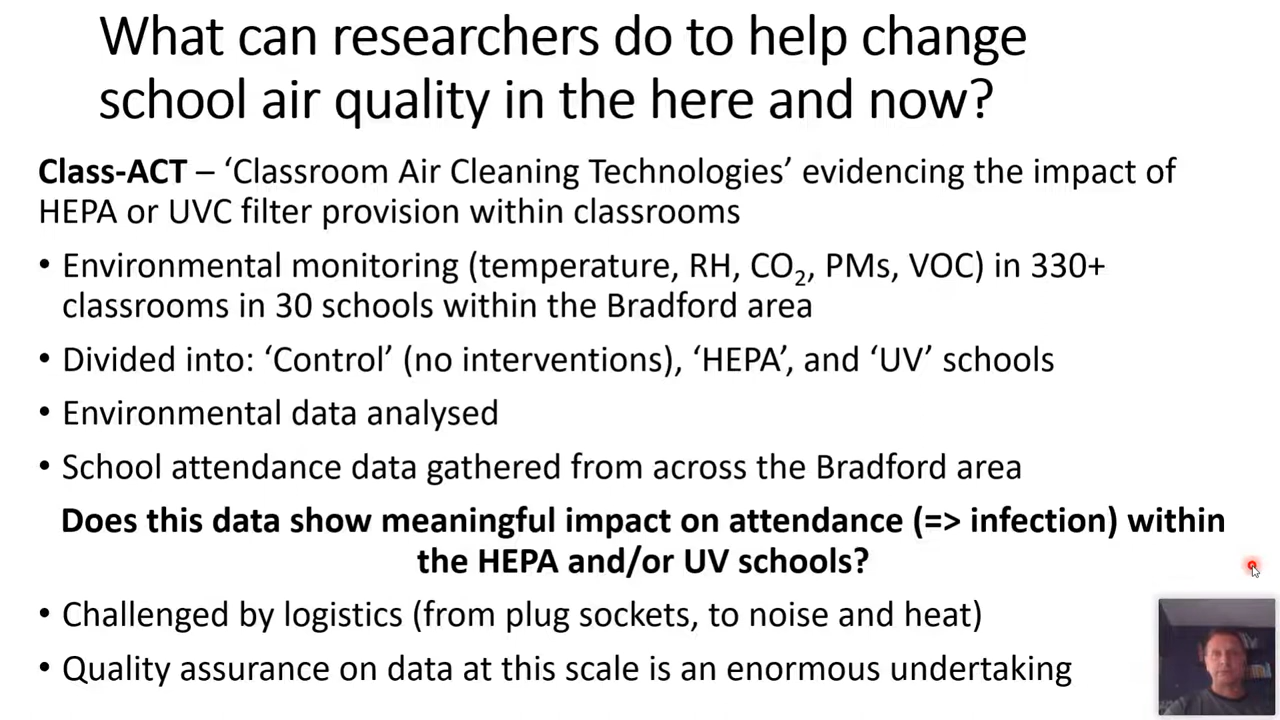 What can researchers do to help change
school air quality in the here and now?
Class-ACT – ‘Classroom Air Cleaning Technologies’ evidencing the impact of
HEPA or UVC filter provision within classrooms
• Environmental monitoring (temperature, RH, CO₂, PMs, VOC) in 330+
classrooms in 30 schools within the Bradford area
• Divided into: ‘Control’ (no interventions), ‘HEPA’, and ‘UV’ schools
• Environmental data analysed
• School attendance data gathered from across the Bradford area
Does this data show meaningful impact on attendance (=> infection) within
the HEPA and/or UV schools?
• Challenged by logistics (from plug sockets, to noise and heat)
• Quality assurance on data at this scale is an enormous undertaking